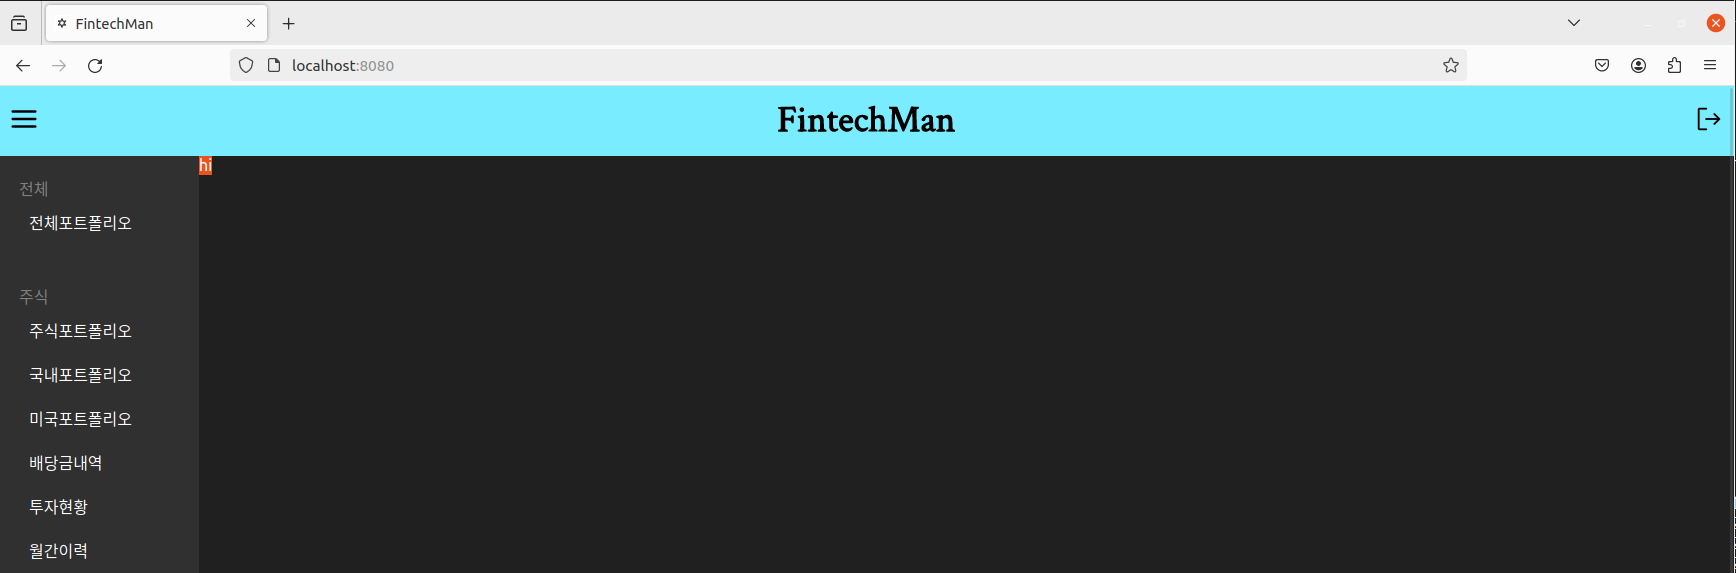 FintechMan
localhost:8080
FintechMan
hi
전체
전체포트폴리오
주식
주식포트폴리오
국내포트폴리오
미국포트폴리오
배당금내역
투자현황
월간이력